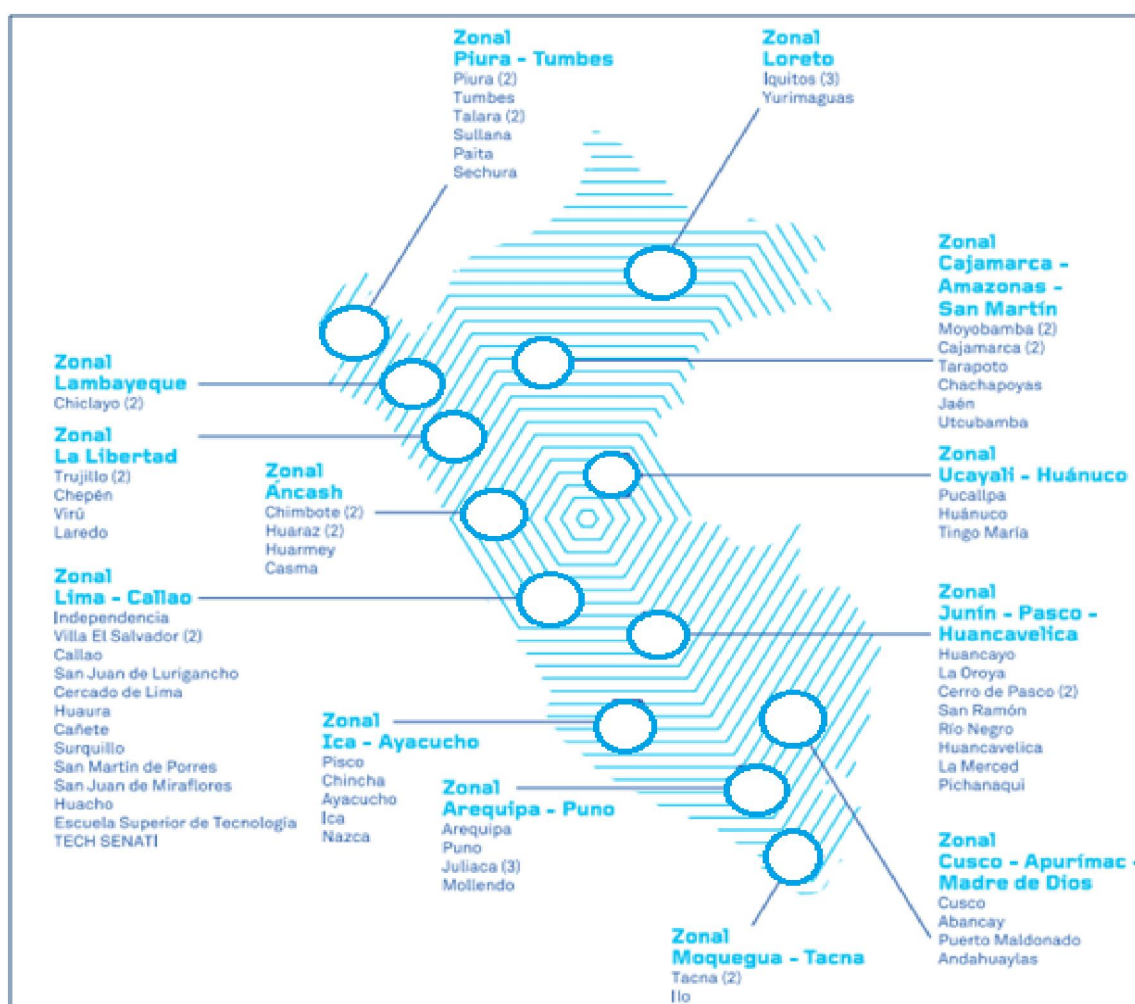 Zonal
Piura - Tumbes
Piura (2)
Tumbes
Talara (2)
Sullana
Paita
Sechura
Zonal
Loreto
Iquitos (3)
Yurimaguas
Zonal
Cajamarca -
Amazonas -
San Martín
Moyobamba (2)
Cajamarca (2)
Tarapoto
Chachapoyas
Jaén
Utcubamba
Zonal
Lambayeque
Chiclayo (2)
Zonal
La Libertad
Trujillo (2)
Chepén
Virú
Laredo
Zonal
Áncash
Chimbote (2)
Huaraz (2)
Huarmey
Casma
Zonal
Ucayali - Huánuco
Pucallpa
Huánuco
Tingo María
Zonal
Lima - Callao
Independencia
Villa El Salvador (2)
Callao
San Juan de Lurigancho
Cercado de Lima
Huaura
Cañete
Surquillo
San Martín de Porres
San Juan de Miraflores
Huacho
Escuela Superior de Tecnología
TECH SENATI
Zonal
Junín - Pasco -
Huancavelica
Huancayo
La Oroya
Cerro de Pasco (2)
San Ramón
Río Negro
Huancavelica
La Merced
Pichanaqui
Zonal
Ica - Ayacucho
Pisco
Chincha
Ayacucho
Ica
Nazca
Zonal
Arequipa - Puno
Arequipa
Puno
Juliaca (3)
Mollendo
Zonal
Cusco - Apurímac -
Madre de Dios
Cusco
Abancay
Puerto Maldonado
Andahuaylas
Zonal
Moquegua - Tacna
Tacna (2)
Ilo